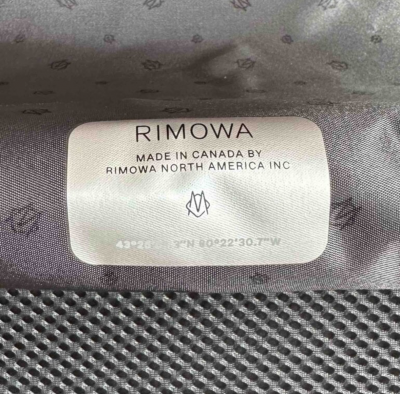 RIMOWA
MADE IN CANADA BY
RIMOWA NORTH AMERICA INC
80°22'30.7"W